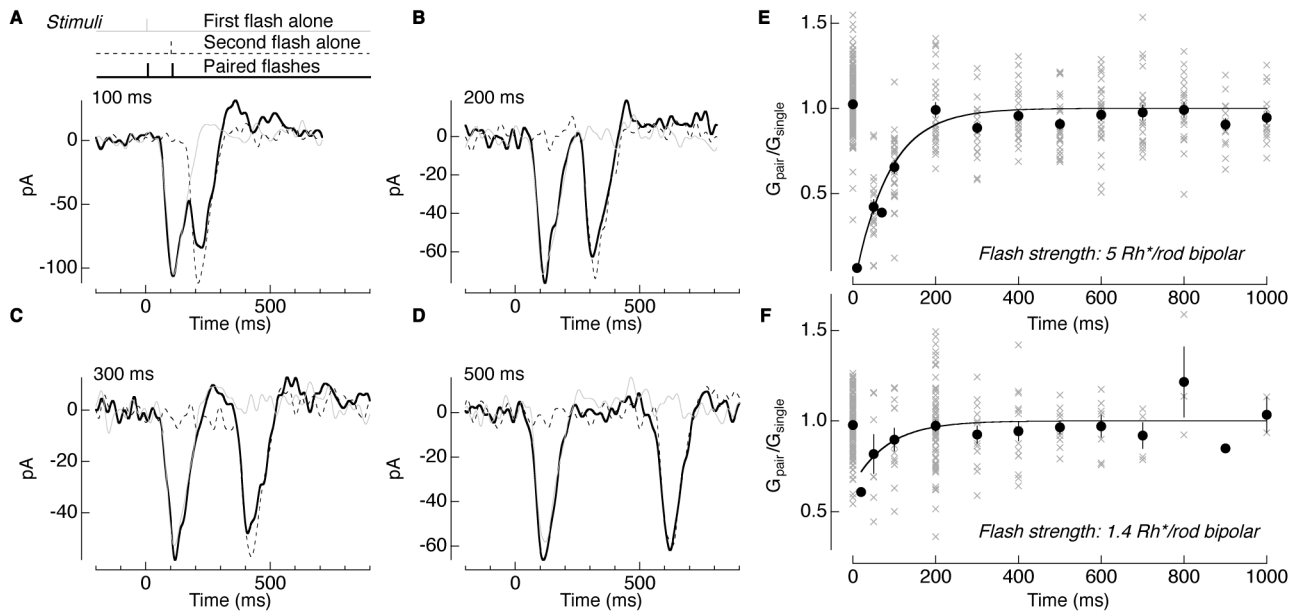 A
Stimuli
First flash alone
Second flash alone
Paired flashes
100 ms
0
-50
-100
pA
0
500
Time (ms)
B
200 ms
0
-20
-40
-60
pA
0
500
Time (ms)
C
300 ms
0
-20
-40
pA
0
500
Time (ms)
D
500 ms
0
-20
-40
-60
pA
0
500
Time (ms)
E
1.5
1.0
0.5
Gpair/Gsingle
Flash strength: 5 Rh*/rod bipolar
0 200 400 600 800 1000
Time (ms)
F
1.5
1.0
0.5
Gpair/Gsingle
Flash strength: 1.4 Rh*/rod bipolar
0 200 400 600 800 1000
Time (ms)